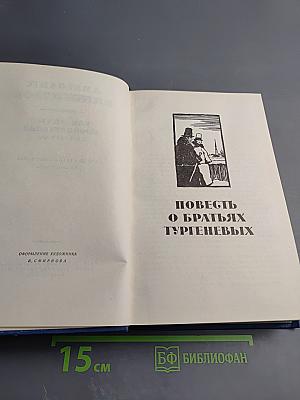 ОФОРМЛЕНИЕ ХУДОЖНИКА
В. СМИРНОВА
ПОВЕСТЬ
О БРАТЬЯХ
ТУРГЕНЕВЫХ
15 см
БФ БИБЛИОФАН